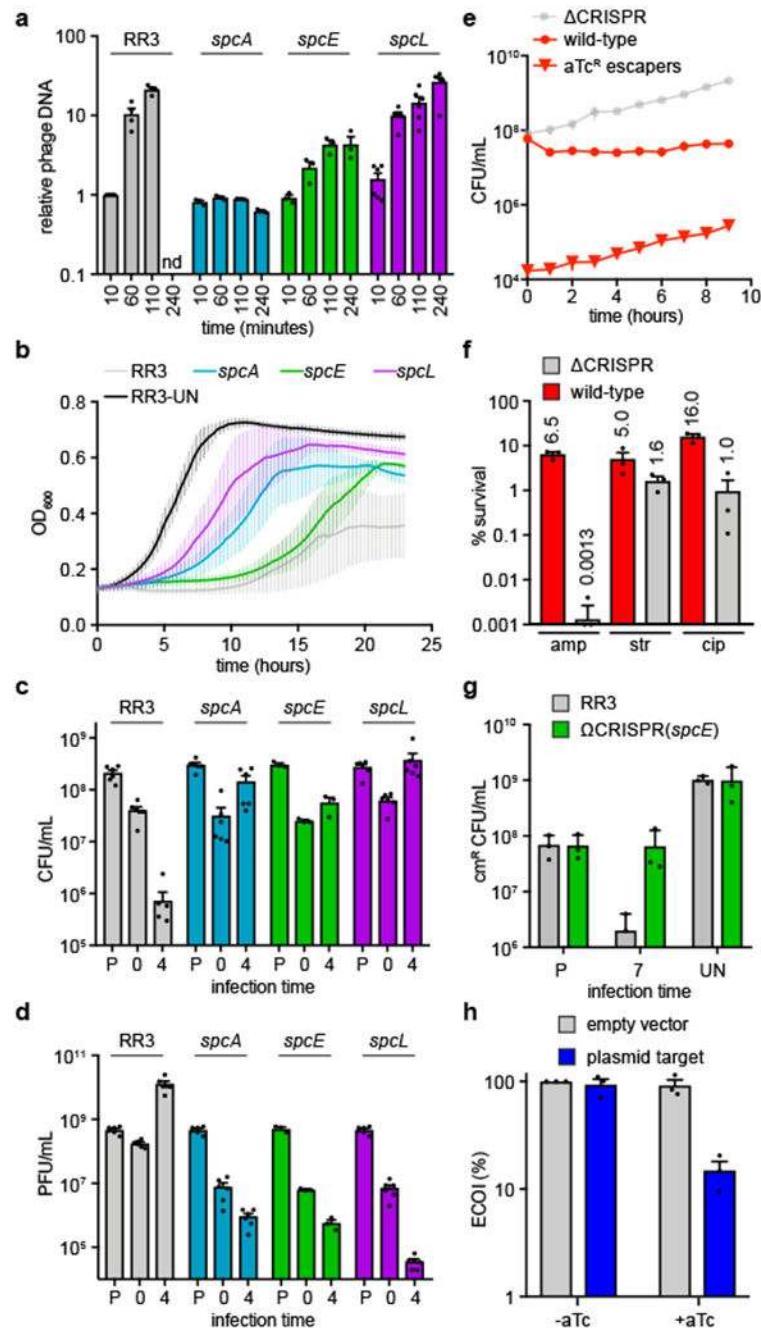 a
RR3 spcA spcE spcL
relative phage DNA
100
10
1
0.1
nd
10 60 110 240 10 60 110 240 10 60 110 240 10 60 110 240
time (minutes)
b
RR3 spcA spcE spcL
RR3-UN
OD600
0.8
0.6
0.4
0.2
0.0
0 5 10 15 20 25
time (hours)
c
RR3 spcA spcE spcL
CFU/mL
10⁹
10⁸
10⁷
10⁶
10⁵
P 0 4 P 0 4 P 0 4 P 0 4
infection time
d
RR3 spcA spcE spcL
PFU/mL
10¹¹
10⁹
10⁷
10⁵
P 0 4 P 0 4 P 0 4 P 0 4
infection time
e
ΔCRISPR
wild-type
aTcᴿ escapers
CFU/mL
10¹⁰
10⁸
10⁶
10⁴
0 2 4 6 8 10
time (hours)
f
ΔCRISPR
wild-type
% survival
100
10
1
0.1
0.01
0.001
6.5 0.0013 5.0 1.6 16.0 1.0
amp str cip
g
RR3
ΩCRISPR(spcE)
cmᴿ CFU/mL
10¹⁰
10⁹
10⁸
10⁷
10⁶
P 7 UN
infection time
h
empty vector
plasmid target
ECOI (%)
100
10
1
-aTc +aTc